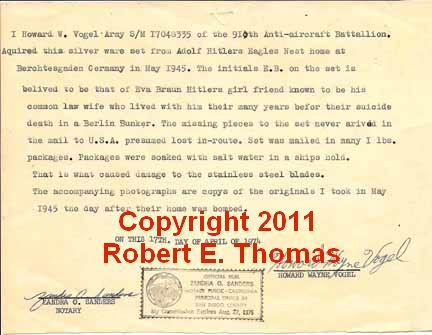 I Howard W. Vogel Army S/M 17048335 of the 910th Anti-aircraft Battalion.
Aquired this silver ware set from Adolf Hitlers Eagles Nest home at
Berchtesgaden Germany in May 1945. The initials E.B. on the set is
belived to be that of Eva Braun Hitlers girl friend known to be his
common law wife who lived with him their many years befor their suicide
death in a Berlin Bunker. The missing pieces to the set never arived in
the mail to U.S.A. presumed lost in-route. Set was mailed in many 1 lbs.
packages. Packages were soaked with salt water in a ships hold.
That is what caused damage to the stainless steel blades.
The accompanying photographs are copys of the originals I took in May
1945 the day after their home was bombed.
Copyright 2011
ON THIS 17TH. DAY OF APRIL OF 1974
Robert E. Thomas
Zandra O. Sanders
ZANDRA O. SANDERS
NOTARY
OFFICIAL SEAL
ZANDRA O. SANDERS
NOTARY PUBLIC - CALIFORNIA
PRINCIPAL OFFICE IN
SAN DIEGO COUNTY
My Commission Expires Aug. 27, 1976
Howard Wayne Vogel
HOWARD WAYNE VOGEL